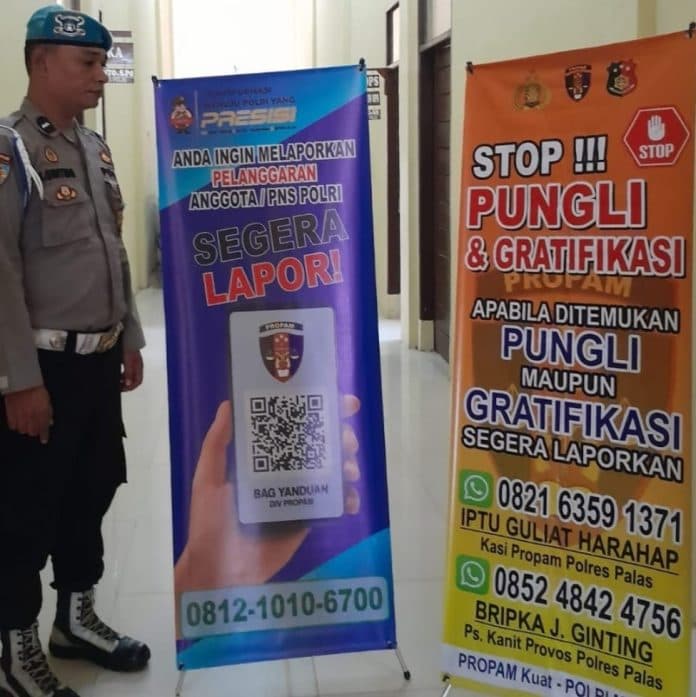 PRESISI
ANDA INGIN MELAPORKAN
PELANGGARAN
ANGGOTA/PNS POLRI
SEGERA
LAPOR!
PROPAM
BAG YANDUAN
DIV PROPAM
0812-1010-6700
STOP
STOP !!!
PUNGLI
& GRATIFIKASI
PROPAM
APABILA DITEMUKAN
PUNGLI
MAUPUN
GRATIFIKASI
SEGERA LAPORKAN
0821 6359 1371
IPTU GULIAT HARAHAP
Kasi Propam Polres Palas
0852 4842 4756
BRIPKA J. GINTING
Ps. Kanit Provos Polres Palas
PROPAM Kuat -